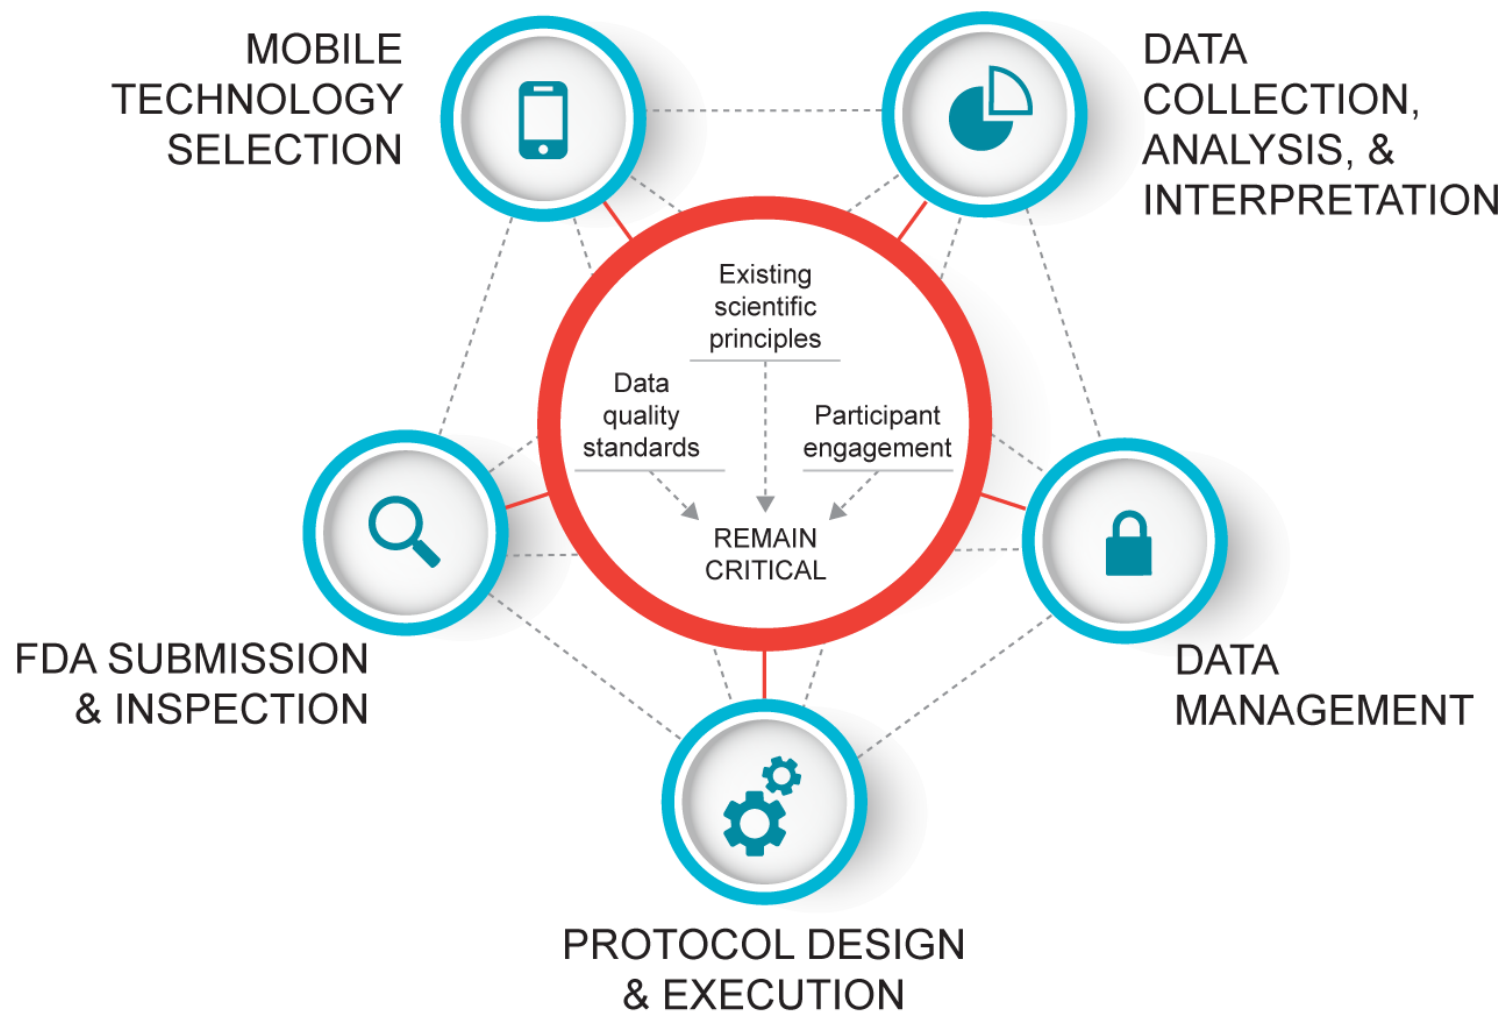 MOBILE
TECHNOLOGY
SELECTION
DATA
COLLECTION,
ANALYSIS, &
INTERPRETATION
Existing
scientific
principles
Data
quality
standards
Participant
engagement
REMAIN
CRITICAL
FDA SUBMISSION
& INSPECTION
DATA
MANAGEMENT
PROTOCOL DESIGN
& EXECUTION